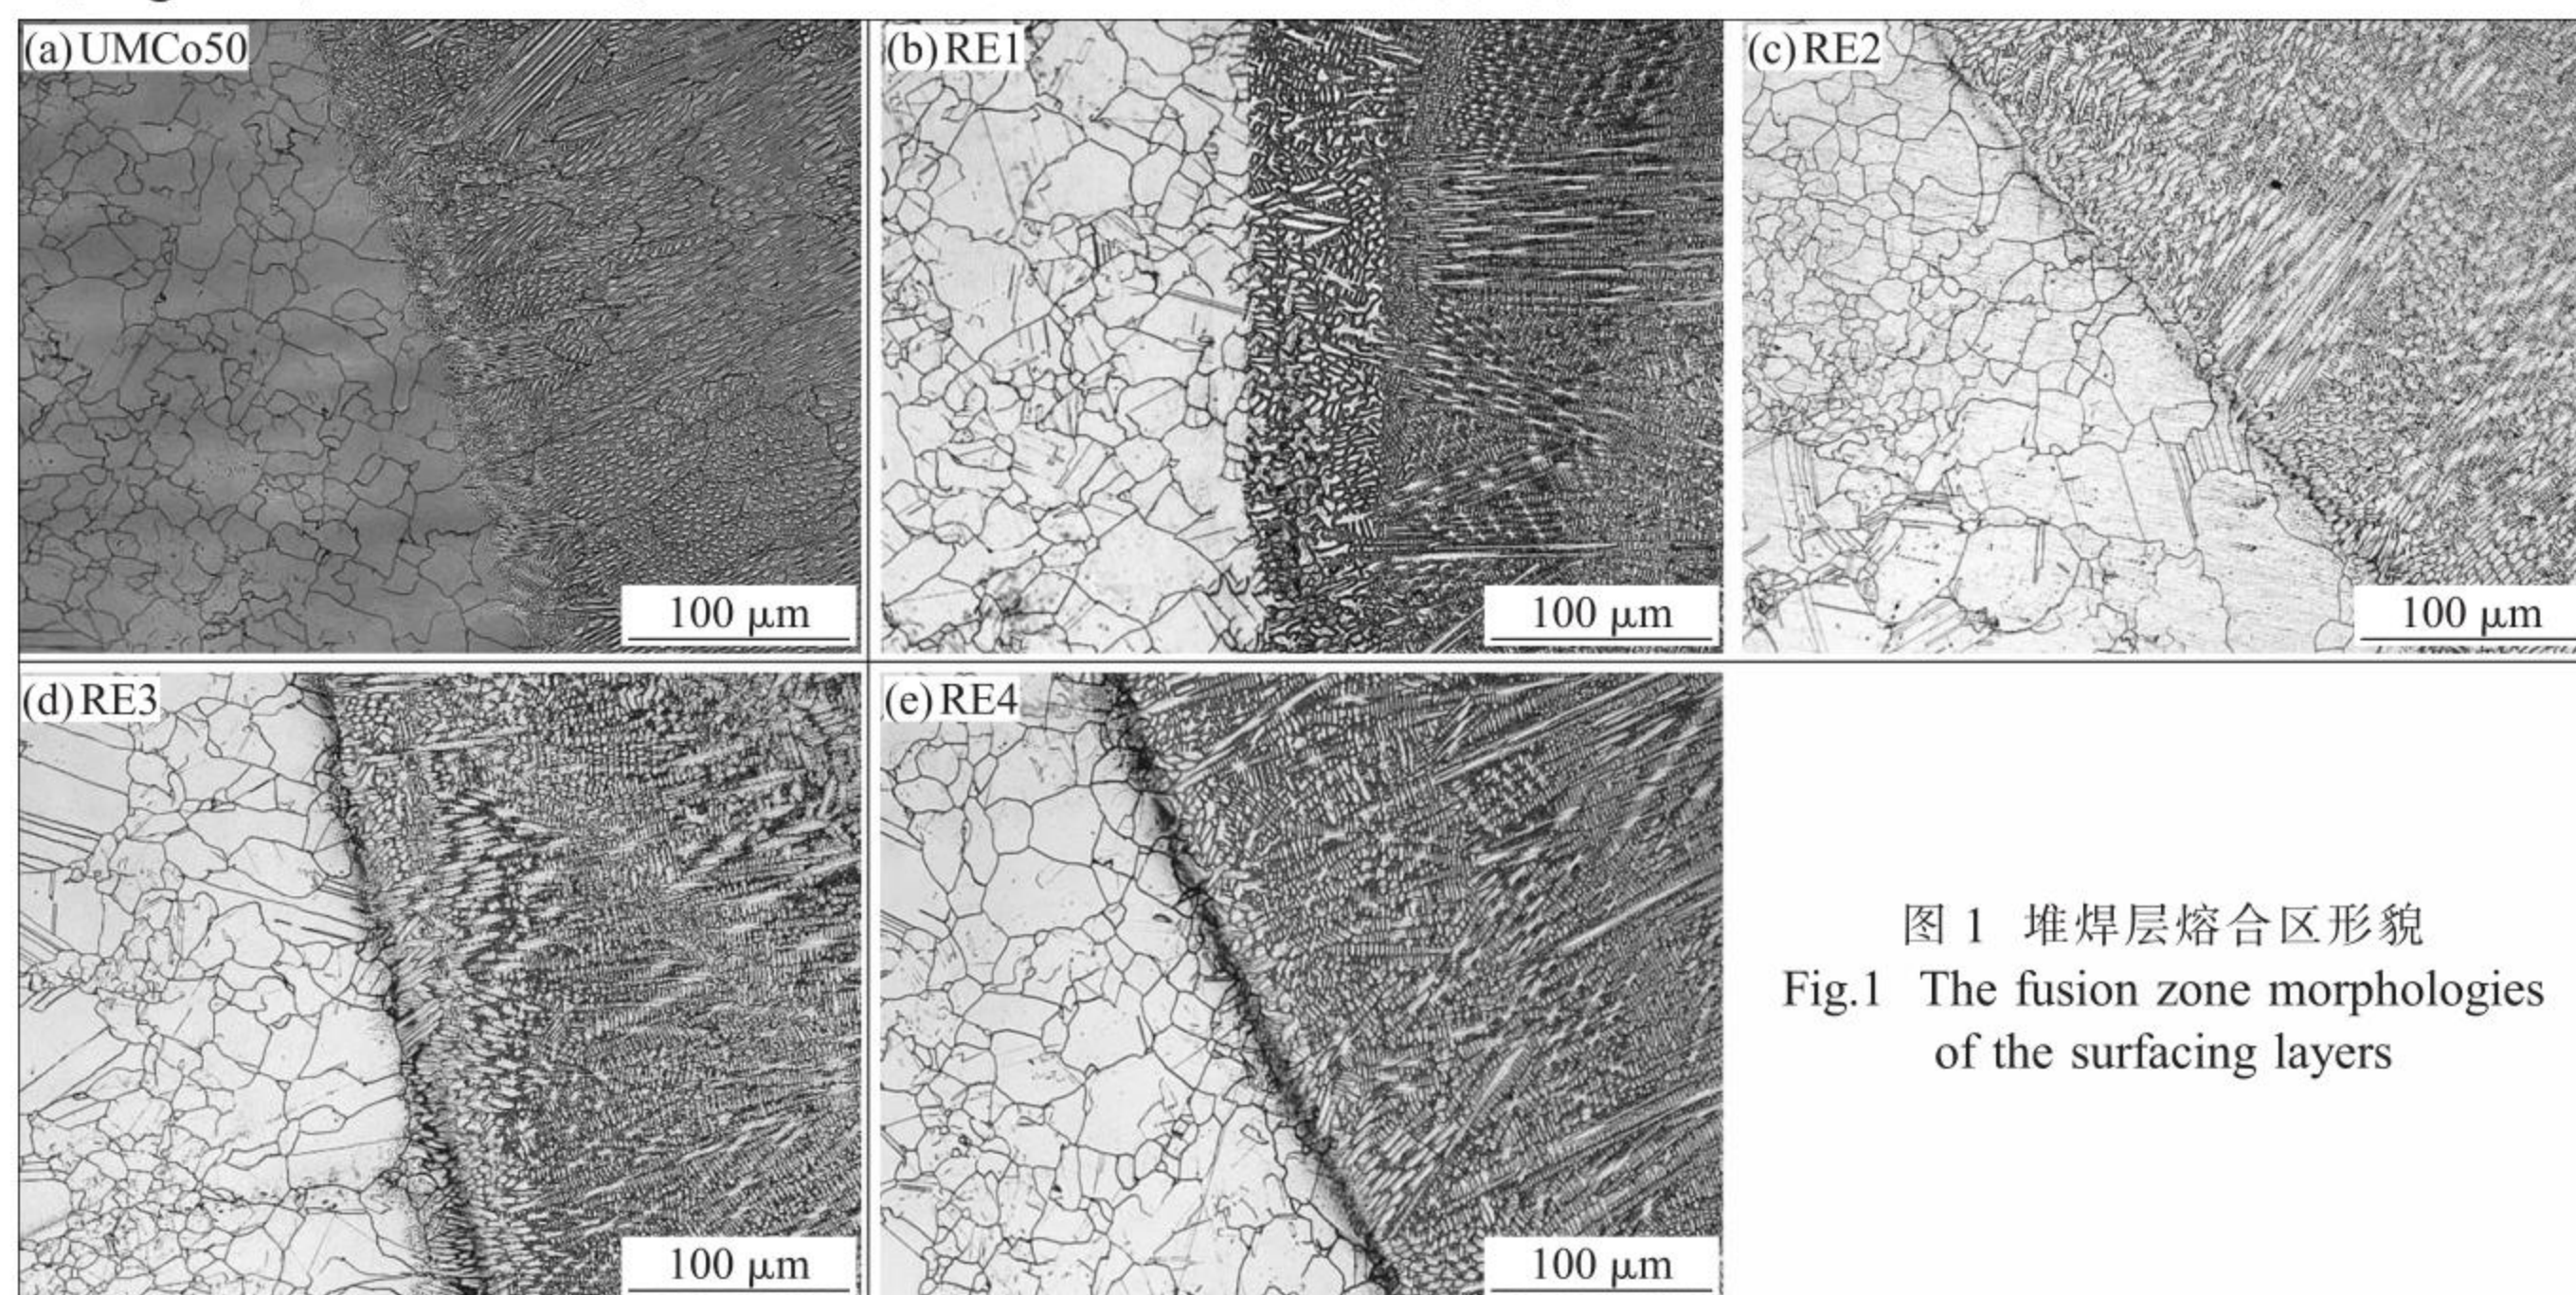 (a) UMCo50
(b) RE1
(c) RE2
100 μm
100 μm
100 μm
(d) RE3
(e) RE4
100 μm
100 μm
图 1 堆焊层熔合区形貌
Fig.1 The fusion zone morphologies
of the surfacing layers